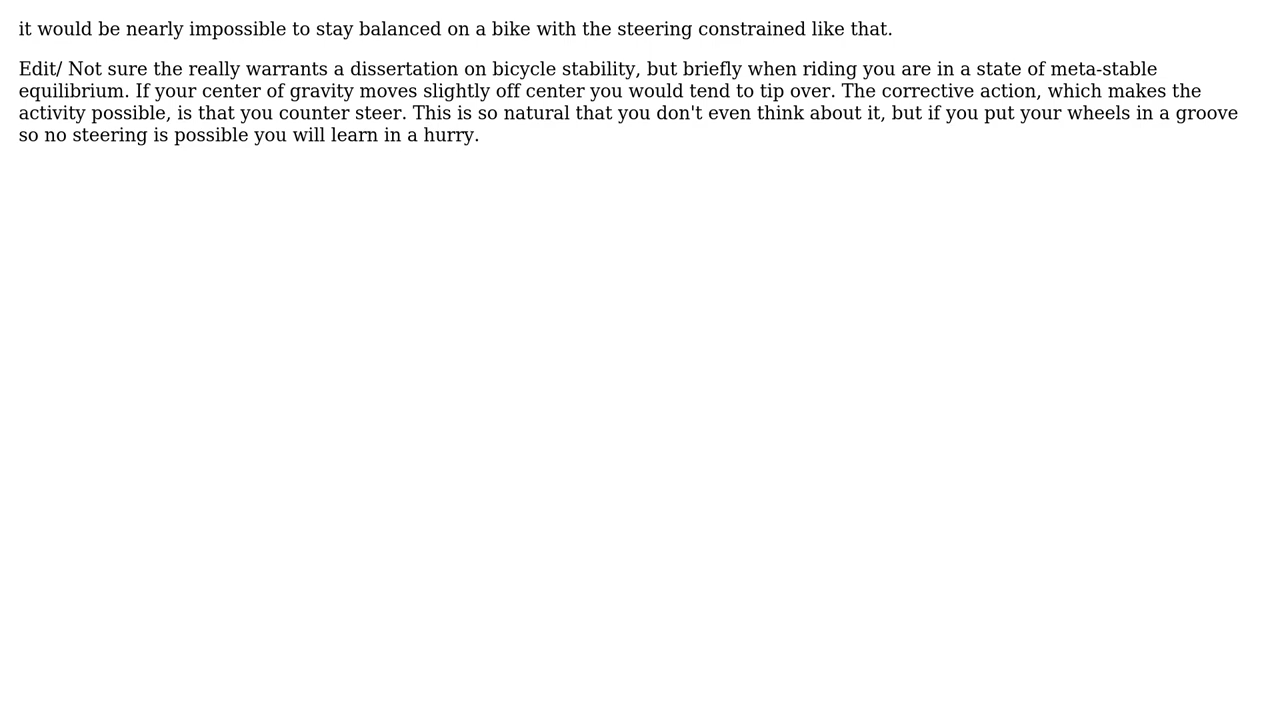 it would be nearly impossible to stay balanced on a bike with the steering constrained like that.
Edit/ Not sure the really warrants a dissertation on bicycle stability, but briefly when riding you are in a state of meta-stable
equilibrium. If your center of gravity moves slightly off center you would tend to tip over. The corrective action, which makes the
activity possible, is that you counter steer. This is so natural that you don't even think about it, but if you put your wheels in a groove
so no steering is possible you will learn in a hurry.